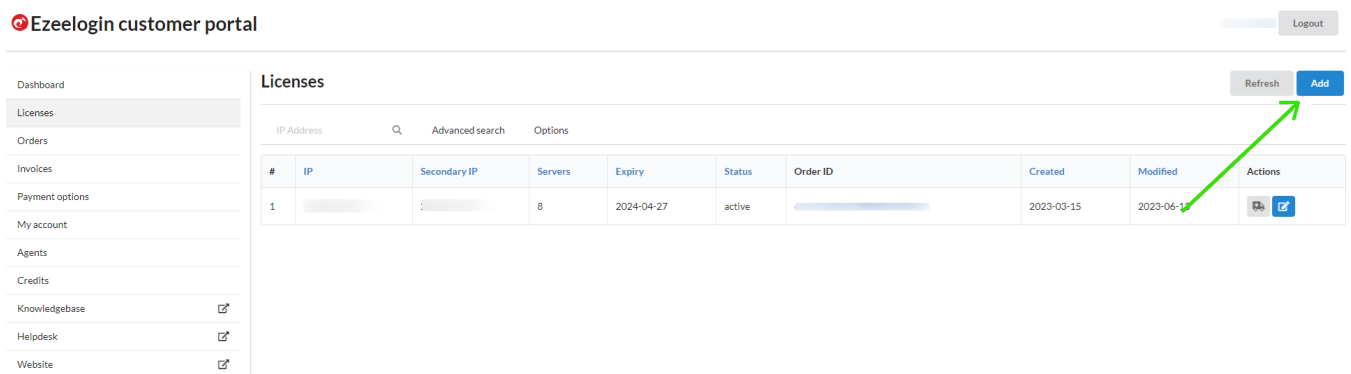 Ezeelogin customer portal
Logout
Dashboard
Licenses
Orders
Invoices
Payment options
My account
Agents
Credits
Knowledgebase
Helpdesk
Website
Licenses
Refresh Add
IP Address Advanced search Options
# IP Secondary IP Servers Expiry Status Order ID Created Modified Actions
1 8 2024-04-27 active 2023-03-15